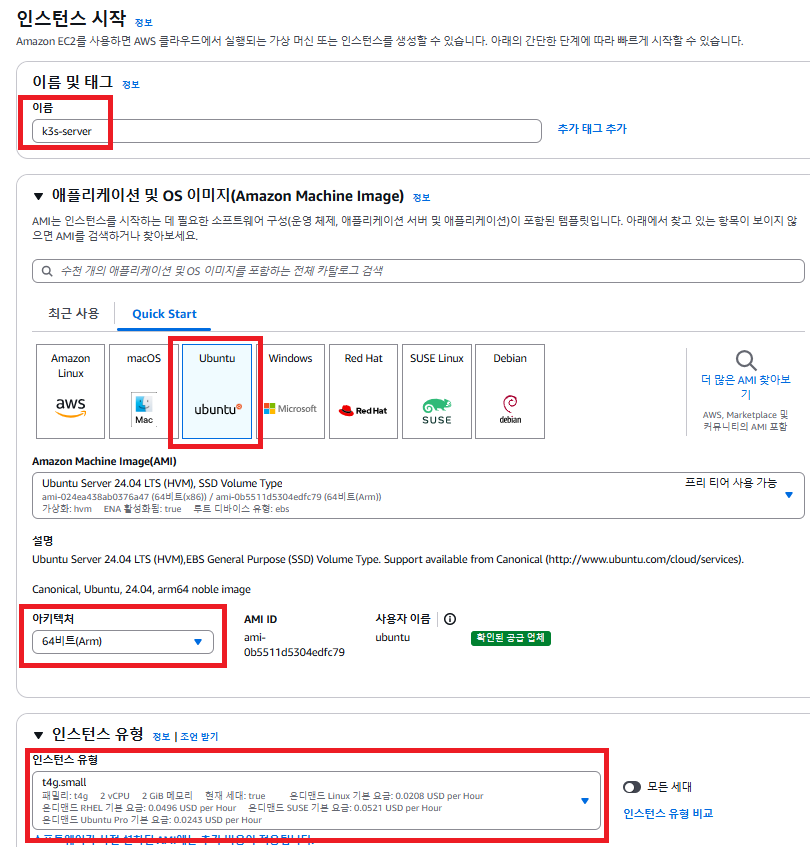 인스턴스 시작 정보
Amazon EC2를 사용하면 AWS 클라우드에서 실행되는 가상 머신 또는 인스턴스를 생성할 수 있습니다. 아래의 간단한 단계에 따라 빠르게 시작할 수 있습니다.
이름 및 태그 정보
이름
k3s-server
추가 태그 추가
애플리케이션 및 OS 이미지(Amazon Machine Image) 정보
AMI는 인스턴스를 시작하는 데 필요한 소프트웨어 구성(운영 체제, 애플리케이션 서버 및 애플리케이션)이 포함된 템플릿입니다. 아래에서 찾고 있는 항목이 보이지 않
으면 AMI를 검색하거나 찾아보세요.
수천 개의 애플리케이션 및 OS 이미지를 포함하는 전체 카탈로그 검색
최근 사용
Quick Start
Amazon
Linux
aws
macOS
Mac
Ubuntu
ubuntu
Windows
Microsoft
Red Hat
Red Hat
SUSE Linux
SUSE
Debian
debian
더 많은 AMI 찾아보
기
AWS, Marketplace 및
커뮤니티의 AMI 포함
Amazon Machine Image(AMI)
Ubuntu Server 24.04 LTS (HVM), SSD Volume Type
프리 티어 사용 가능
ami-024ea438ab0376a47 (64비트(x86)) / ami-0b5511d5304edfc79 (64비트(Arm))
가상화: hvm ENA 활성화됨: true 루트 디바이스 유형: ebs
설명
Ubuntu Server 24.04 LTS (HVM),EBS General Purpose (SSD) Volume Type. Support available from Canonical (http://www.ubuntu.com/cloud/services).
Canonical, Ubuntu, 24.04, arm64 noble image
아키텍처
64비트(Arm)
AMI ID
ami-
0b5511d5304edfc79
사용자 이름
ubuntu
확인된 공급 업체
인스턴스 유형 정보 | 조언 받기
인스턴스 유형
t4g.small
패밀리: t4g 2 vCPU 2 GiB 메모리 현재 세대: true 온디맨드 Linux 기본 요금: 0.0208 USD per Hour
온디맨드 RHEL 기본 요금: 0.0496 USD per Hour 온디맨드 SUSE 기본 요금: 0.0521 USD per Hour
온디맨드 Ubuntu Pro 기본 요금: 0.0243 USD per Hour
모든 세대
인스턴스 유형 비교